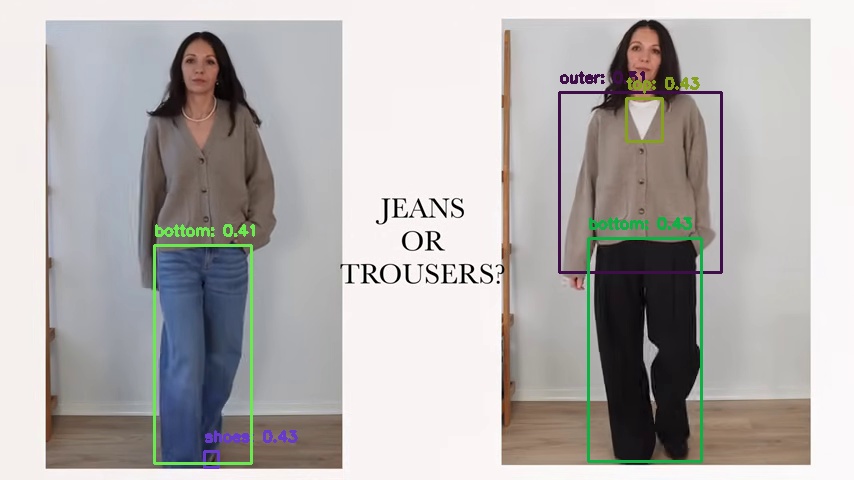 outer: 0.31
top: 0.43
bottom: 0.41
bottom: 0.43
JEANS
OR
TROUSERS?
shoes 0.43